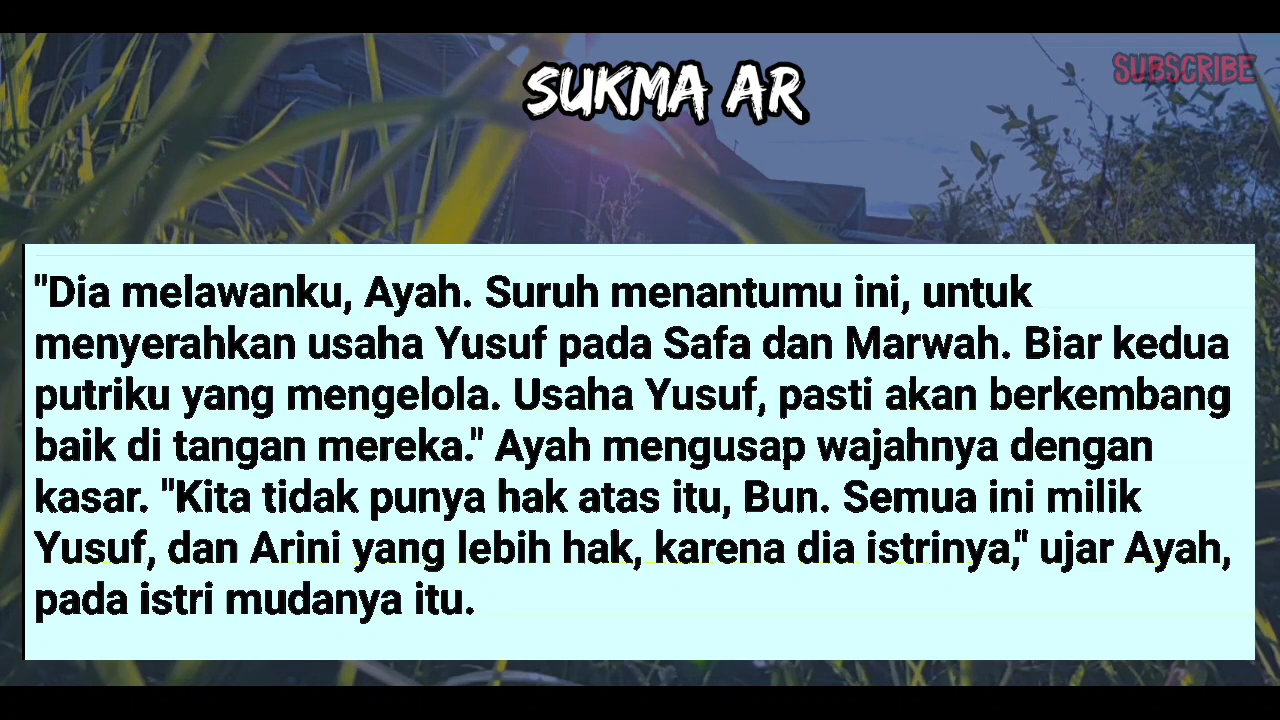 SUKMA AR
SUBSCRIBE
"Dia melawanku, Ayah. Suruh menantumu ini, untuk
menyerahkan usaha Yusuf pada Safa dan Marwah. Biar kedua
putriku yang mengelola. Usaha Yusuf, pasti akan berkembang
baik di tangan mereka." Ayah mengusap wajahnya dengan
kasar. "Kita tidak punya hak atas itu, Bun. Semua ini milik
Yusuf, dan Arini yang lebih hak, karena dia istrinya," ujar Ayah,
pada istri mudanya itu.